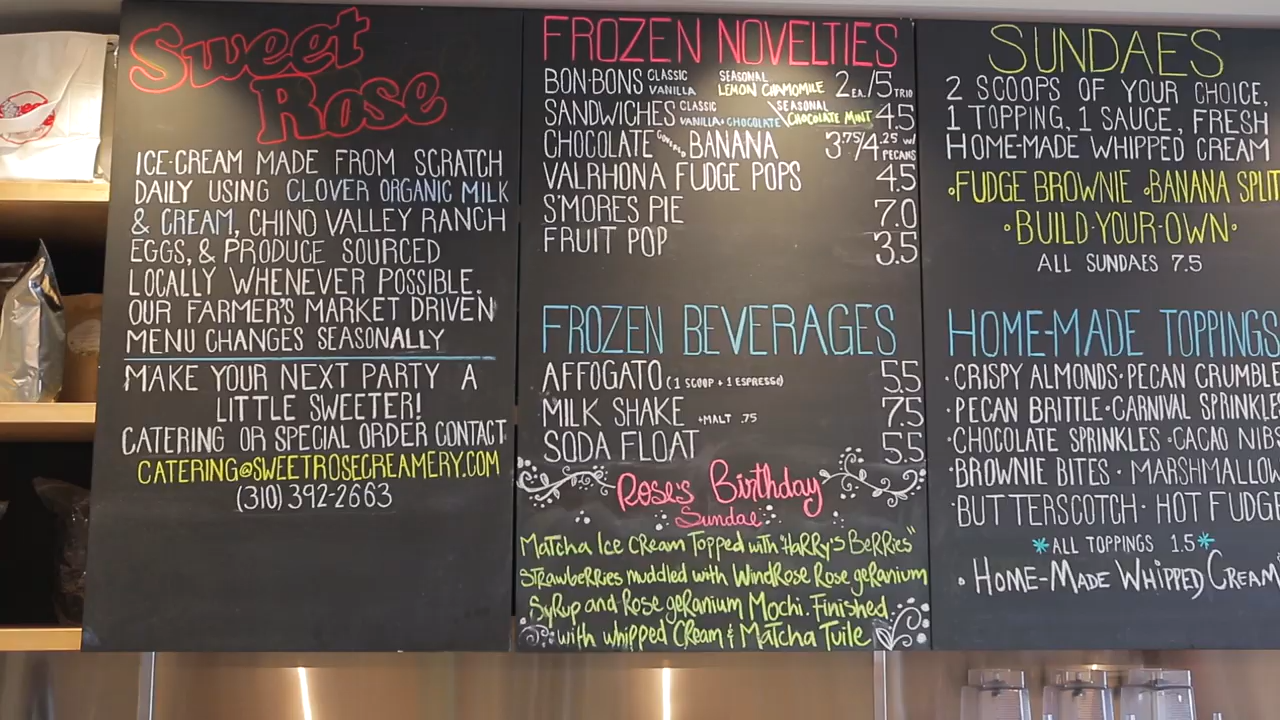 Sweet
Rose
ICE-CREAM MADE FROM SCRATCH
DAILY USING CLOVER ORGANIC MILK
& CREAM, CHINO VALLEY RANCH
EGGS, & PRODUCE SOURCED
LOCALLY WHENEVER POSSIBLE.
OUR FARMER'S MARKET DRIVEN
MENU CHANGES SEASONALLY
MAKE YOUR NEXT PARTY A
LITTLE SWEETER!
CATERING OR SPECIAL ORDER CONTACT
CATERING@SWEETROSECREAMERY.COM
(310) 392-2663
FROZEN NOVELTIES
BON-BONS CLASSIC VANILLA SEASONAL LEMON CHAMOMILE 2 EA./5 TRIO
SANDWICHES CLASSIC VANILLA + CHOCOLATE \ SEASONAL CHOCOLATE MINT 4.5
CHOCOLATE COVERED BANANA 3.75/4.25 w/ PECANS
VALRHONA FUDGE POPS 4.5
S'MORES PIE 7.0
FRUIT POP 3.5
FROZEN BEVERAGES
AFFOGATO (1 SCOOP + 1 ESPRESSO) 5.5
MILK SHAKE +MALT .75 7.5
SODA FLOAT 5.5
Rose's Birthday
Sundae
Matcha Ice Cream Topped with "Harry's Berries"
Strawberries muddled with WindRose Rose geranium
Syrup and Rose geranium Mochi. Finished
with whipped Cream & Matcha Tuile
SUNDAES
2 SCOOPS OF YOUR CHOICE,
1 TOPPING, 1 SAUCE, FRESH
HOME-MADE WHIPPED CREAM
•FUDGE BROWNIE •BANANA SPLIT
•BUILD-YOUR-OWN•
ALL SUNDAES 7.5
HOME-MADE TOPPINGS
•CRISPY ALMONDS•PECAN CRUMBLE
•PECAN BRITTLE•CARNIVAL SPRINKLES
•CHOCOLATE SPRINKLES •CACAO NIBS
•BROWNIE BITES • MARSHMALLOW
•BUTTERSCOTCH• HOT FUDGE
*ALL TOPPINGS 1.5*
• HOME-MADE WHIPPED CREAM